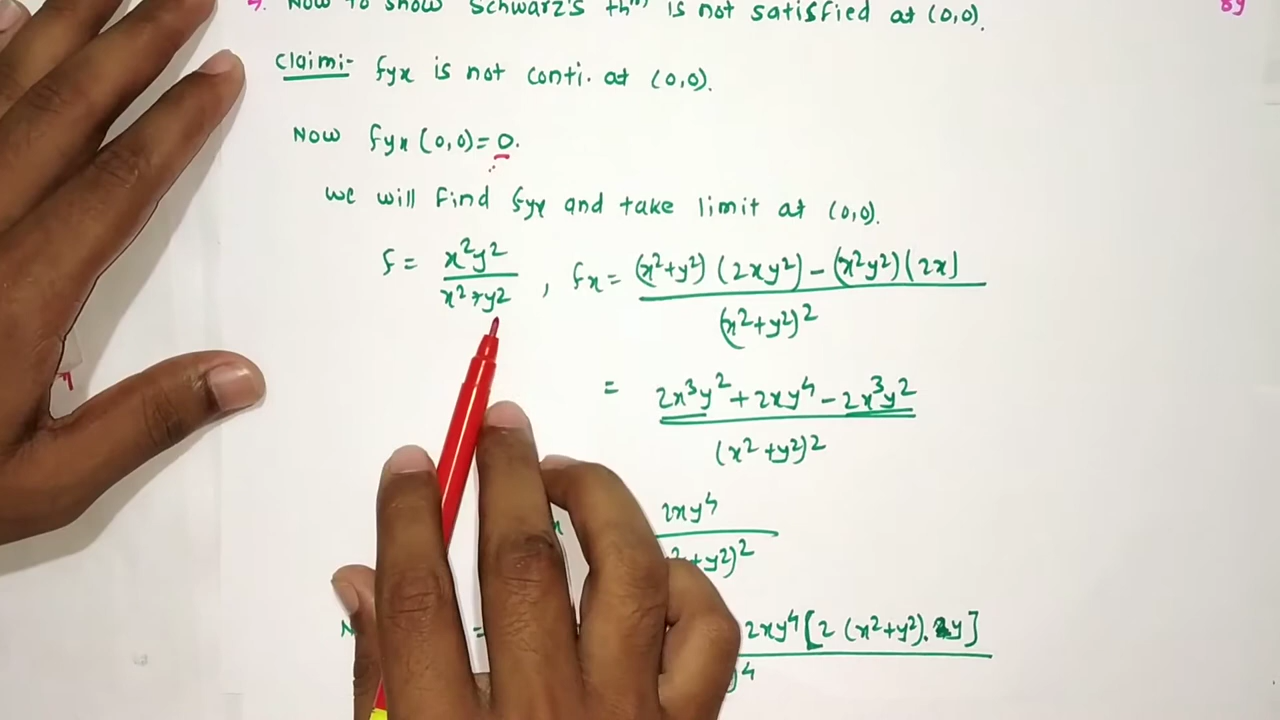 Now to show Schwarz's thm is not satisfied at (0,0).
89
Claim:- fyx is not conti. at (0,0).
Now fyx (0,0)= 0.
we will find fyx and take limit at (0,0).
f = x²y² / x²+y² , fx = (x²+y²) (2xy²) – (x²y²) (2x) / (x²+y²)²
= 2x³y² + 2xy⁴ – 2x³y² / (x²+y²)²
2xy⁴ / +y²)²
= 2xy⁴ [2 (x²+y²). 2y]